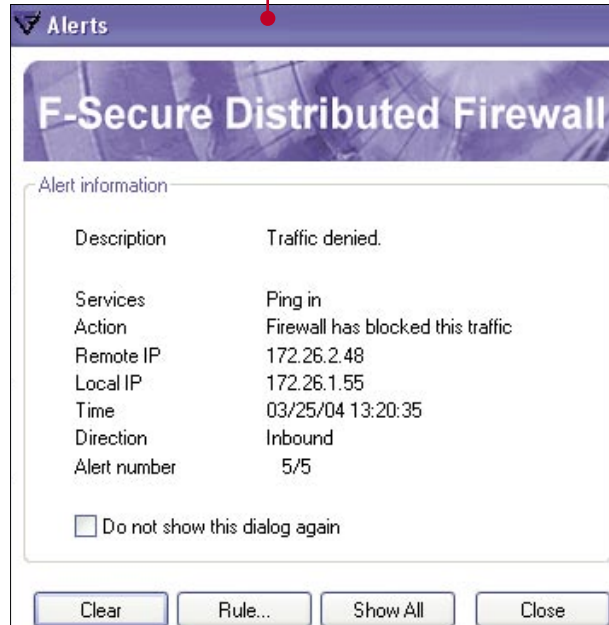 Alerts
F-Secure Distributed Firewall
Alert information
Description Traffic denied.
Services Ping in
Action Firewall has blocked this traffic
Remote IP 172.26.2.48
Local IP 172.26.1.55
Time 03/25/04 13:20:35
Direction Inbound
Alert number 5/5
Do not show this dialog again
Clear Rule... Show All Close